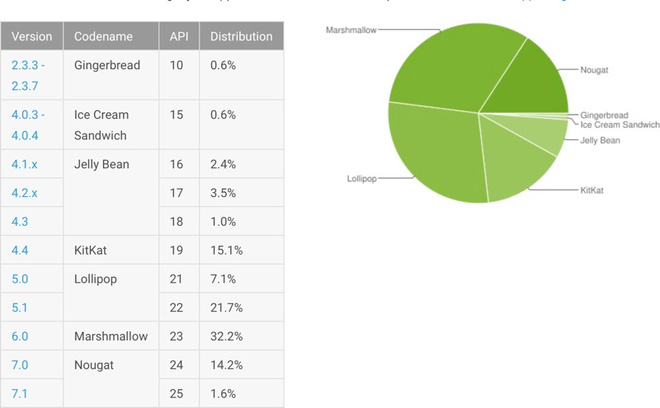 Version Codename API Distribution
2.3.3 - Gingerbread 10 0.6%
2.3.7
4.0.3 - Ice Cream 15 0.6%
4.0.4 Sandwich
4.1.x Jelly Bean 16 2.4%
4.2.x 17 3.5%
4.3 18 1.0%
4.4 KitKat 19 15.1%
5.0 Lollipop 21 7.1%
5.1 22 21.7%
6.0 Marshmallow 23 32.2%
7.0 Nougat 24 14.2%
7.1 25 1.6%
Marshmallow
Nougat
Gingerbread
Ice Cream Sandwich
Jelly Bean
Lollipop
KitKat